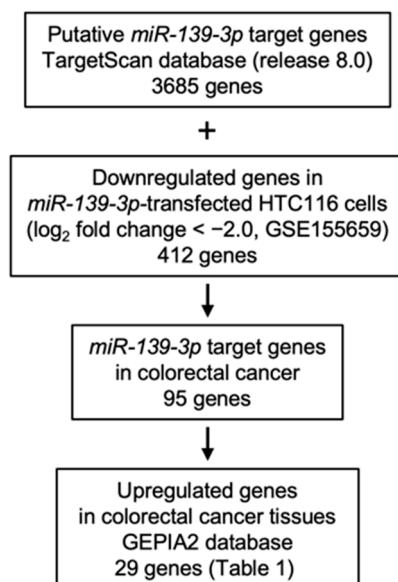 Putative miR-139-3p target genes
TargetScan database (release 8.0)
3685 genes
+
Downregulated genes in
miR-139-3p-transfected HTC116 cells
(log₂ fold change < −2.0, GSE155659)
412 genes
miR-139-3p target genes
in colorectal cancer
95 genes
Upregulated genes
in colorectal cancer tissues
GEPIA2 database
29 genes (Table 1)